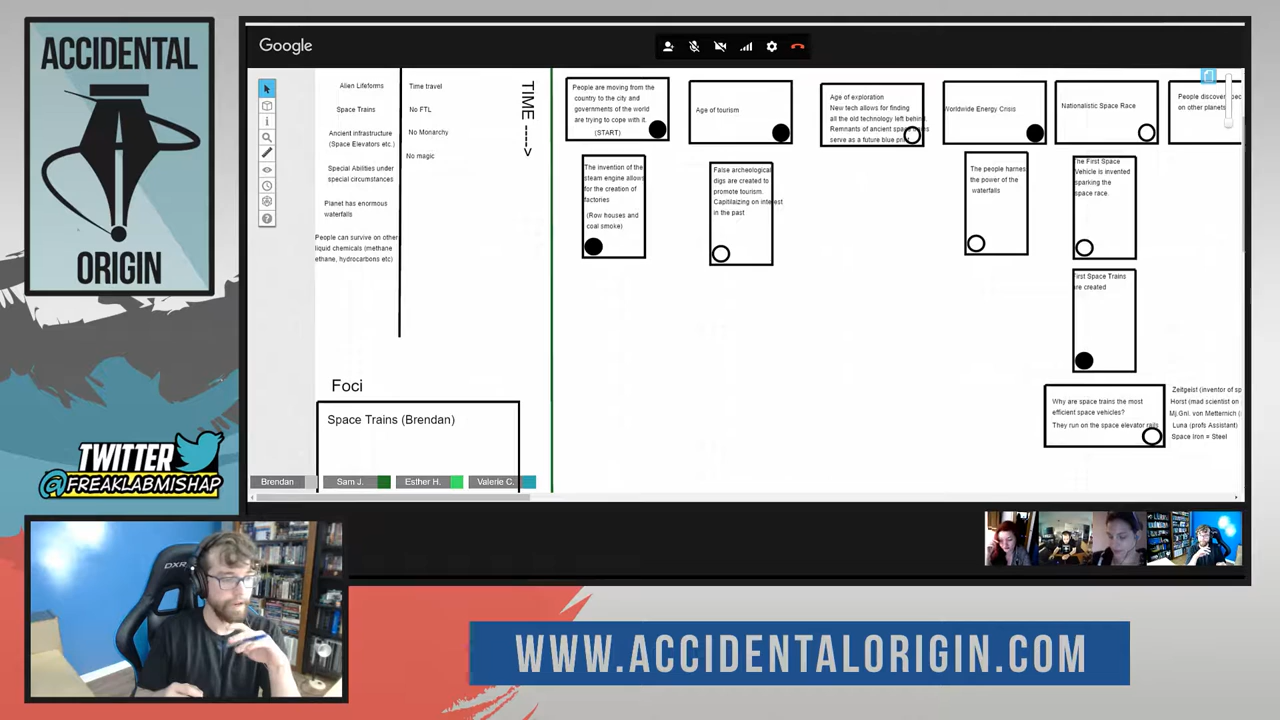 ACCIDENTAL
ORIGIN
Google
Alien Lifeforms
Space Trains
Ancient infrastructure
(Space Elevators etc.)
Special Abilities under
special circumstances
Planet has enormous
waterfalls
People can survive on other
liquid chemicals (methane
ethane, hydrocarbons etc)
Time travel
No FTL
No Monarchy
No magic
TIME ---->
People are moving from the
country to the city and
governments of the world
are trying to cope with it.
(START)
Age of tourism
Age of exploration
New tech allows for finding
all the old technology left behind.
Remnants of ancient
serve as a future blue
Worldwide Energy Crisis
Nationalistic Space Race
People discover
on other planets
The invention of the
steam engine allows
for the creation of
factories
(Row houses and
coal smoke)
False archeological
digs are created to
promote tourism.
Capitilaizing on interest
in the past
The people harnes
the power of the
waterfalls
The First Space
Vehicle is invented
sparking the
space race.
First Space Trains
are created
Why are space trains the most
efficient space vehicles?
They run on the space elevator rails
Zeitgeist (inventor of sp
Horst (mad scientist on
Mj.Gnl. von Metternich (
Luna (profs Assistant)
Space Iron = Steel
Foci
Space Trains (Brendan)
Brendan
Sam J.
Esther H.
Valerie C.
TWITTER
@FREAKLABMISHAP
DXR
WWW.ACCIDENTALORIGIN.COM